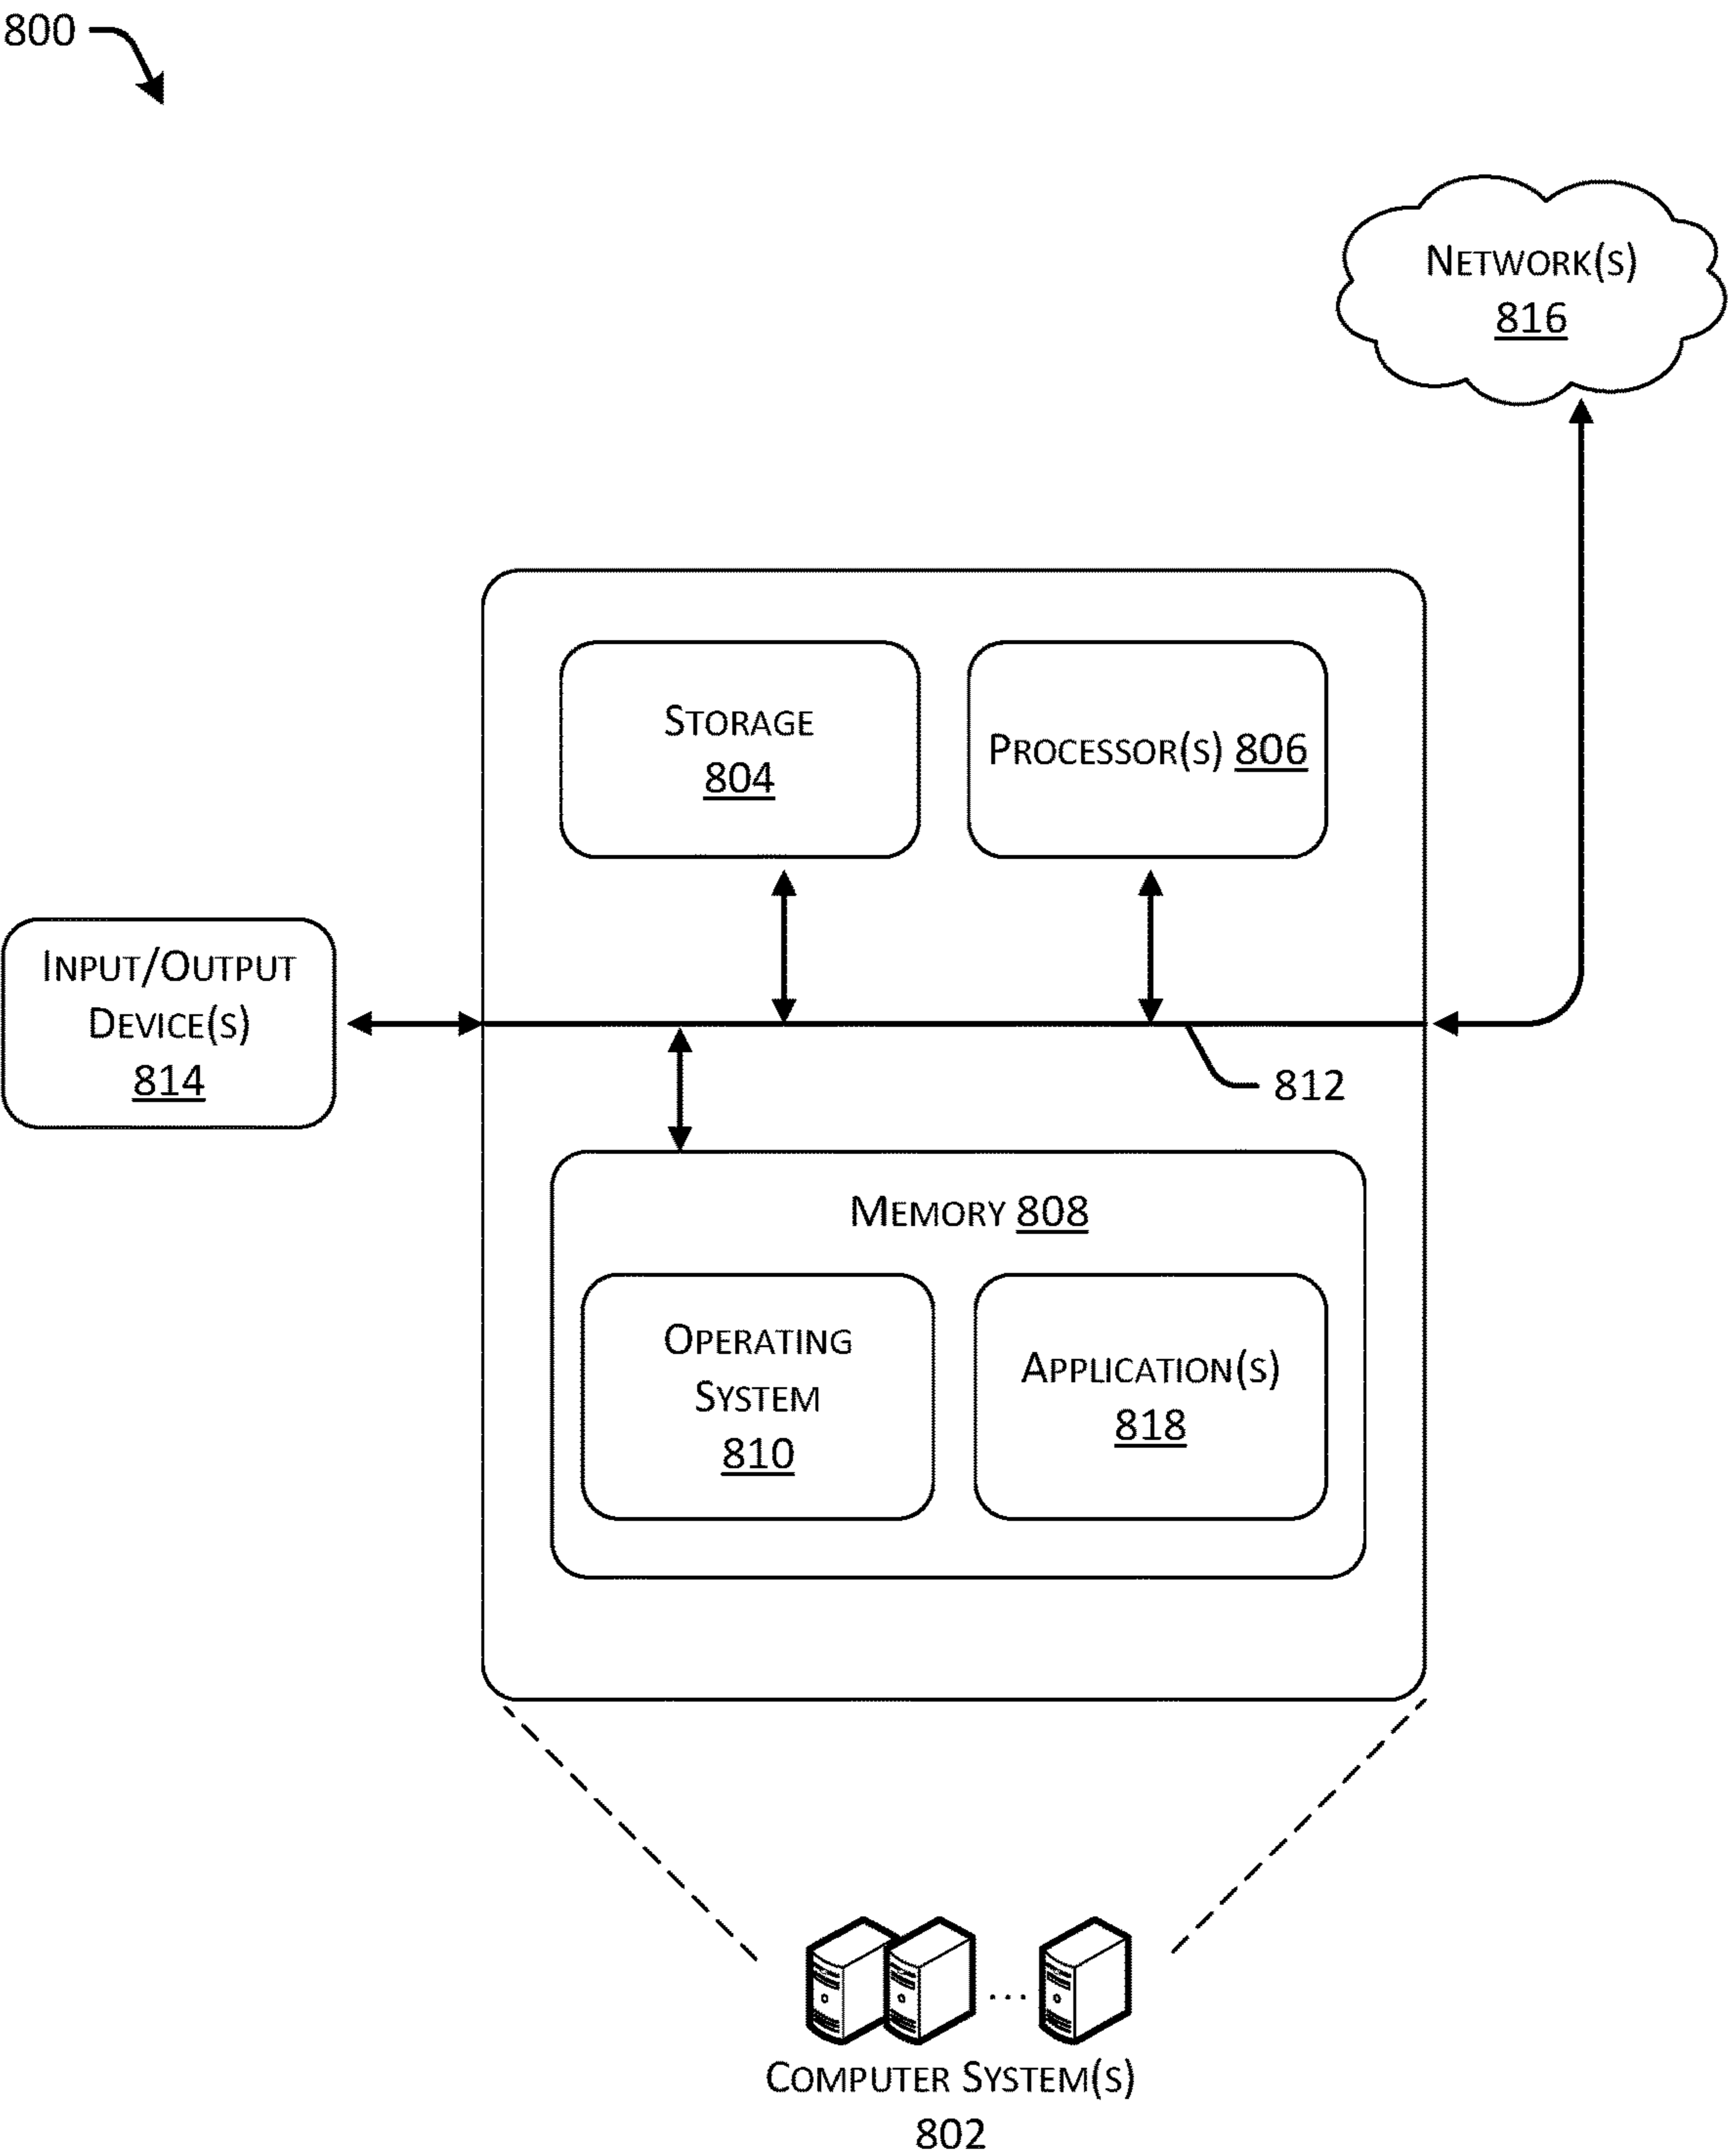 800
NETWORK(S)
816
STORAGE
804
PROCESSOR(S) 806
INPUT/OUTPUT
DEVICE(S)
814
812
MEMORY 808
OPERATING
SYSTEM
810
APPLICATION(S)
818
...
COMPUTER SYSTEM(S)
802